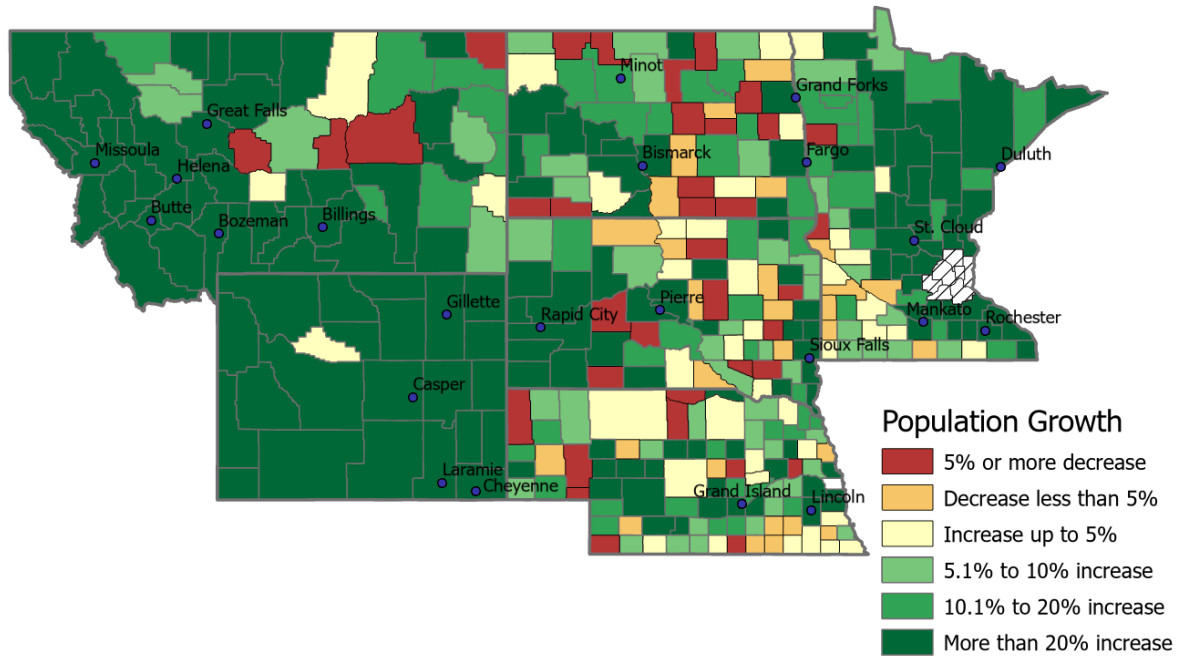 Minot
Grand Forks
Great Falls
Missoula
Helena
Bismarck
Fargo
Duluth
Butte
Bozeman
Billings
St. Cloud
Gillette
Rapid City
Pierre
Mankato
Rochester
Sioux Falls
Casper
Laramie
Cheyenne
Grand Island
Lincoln
Population Growth
5% or more decrease
Decrease less than 5%
Increase up to 5%
5.1% to 10% increase
10.1% to 20% increase
More than 20% increase